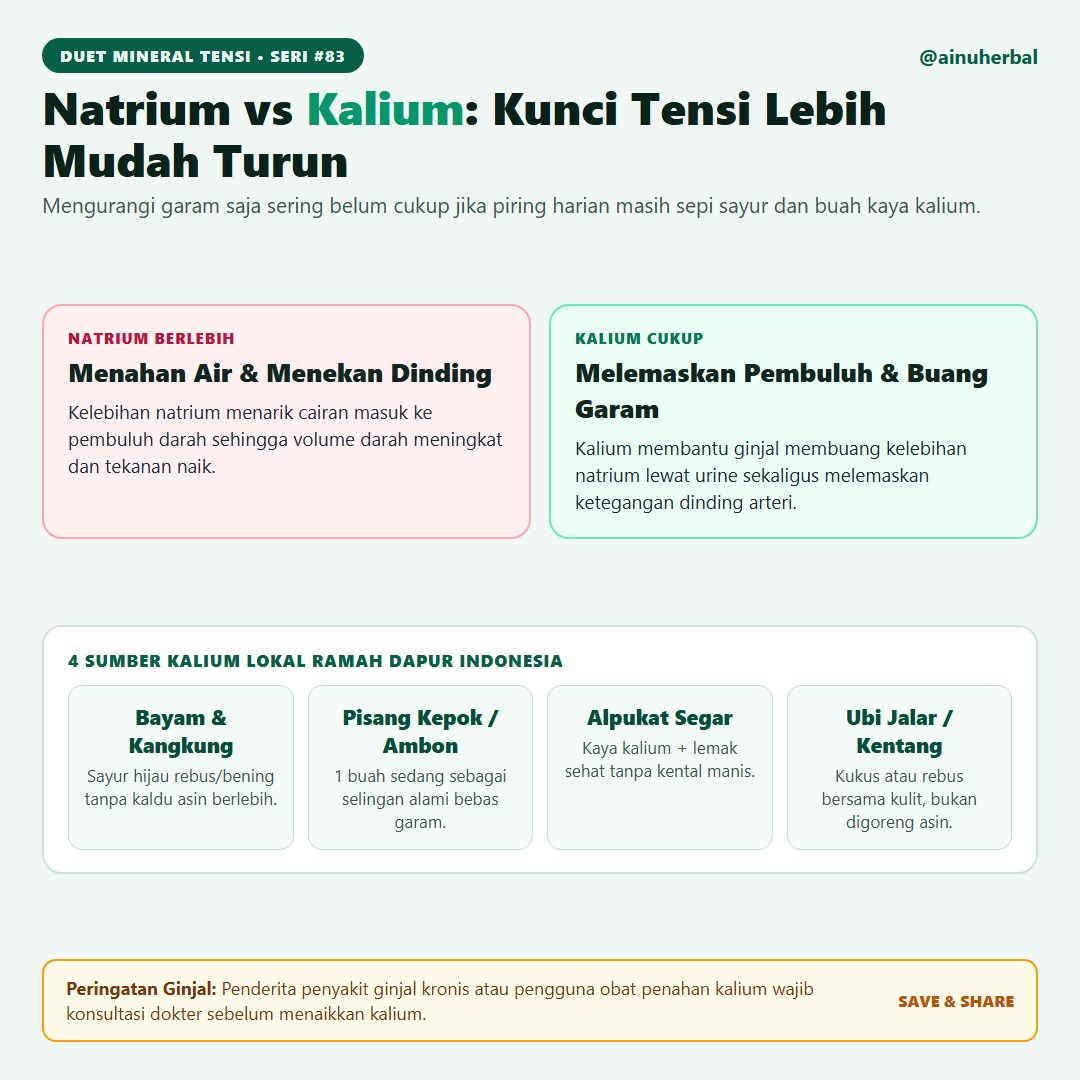 DUET MINERAL TENSI • SERI #83
@ainuherbal
Natrium vs Kalium: Kunci Tensi Lebih
Mudah Turun
Mengurangi garam saja sering belum cukup jika piring harian masih sepi sayur dan buah kaya kalium.
NATRIUM BERLEBIH
Menahan Air & Menekan Dinding
Kelebihan natrium menarik cairan masuk ke
pembuluh darah sehingga volume darah meningkat
dan tekanan naik.
KALIUM CUKUP
Melemaskan Pembuluh & Buang
Garam
Kalium membantu ginjal membuang kelebihan
natrium lewat urine sekaligus melemaskan
ketegangan dinding arteri.
4 SUMBER KALIUM LOKAL RAMAH DAPUR INDONESIA
Bayam &
Kangkung
Sayur hijau rebus/bening
tanpa kaldu asin berlebih.
Pisang Kepok /
Ambon
1 buah sedang sebagai
selingan alami bebas
garam.
Alpukat Segar
Kaya kalium + lemak
sehat tanpa kental manis.
Ubi Jalar /
Kentang
Kukus atau rebus
bersama kulit, bukan
digoreng asin.
Peringatan Ginjal: Penderita penyakit ginjal kronis atau pengguna obat penahan kalium wajib
konsultasi dokter sebelum menaikkan kalium.
SAVE & SHARE